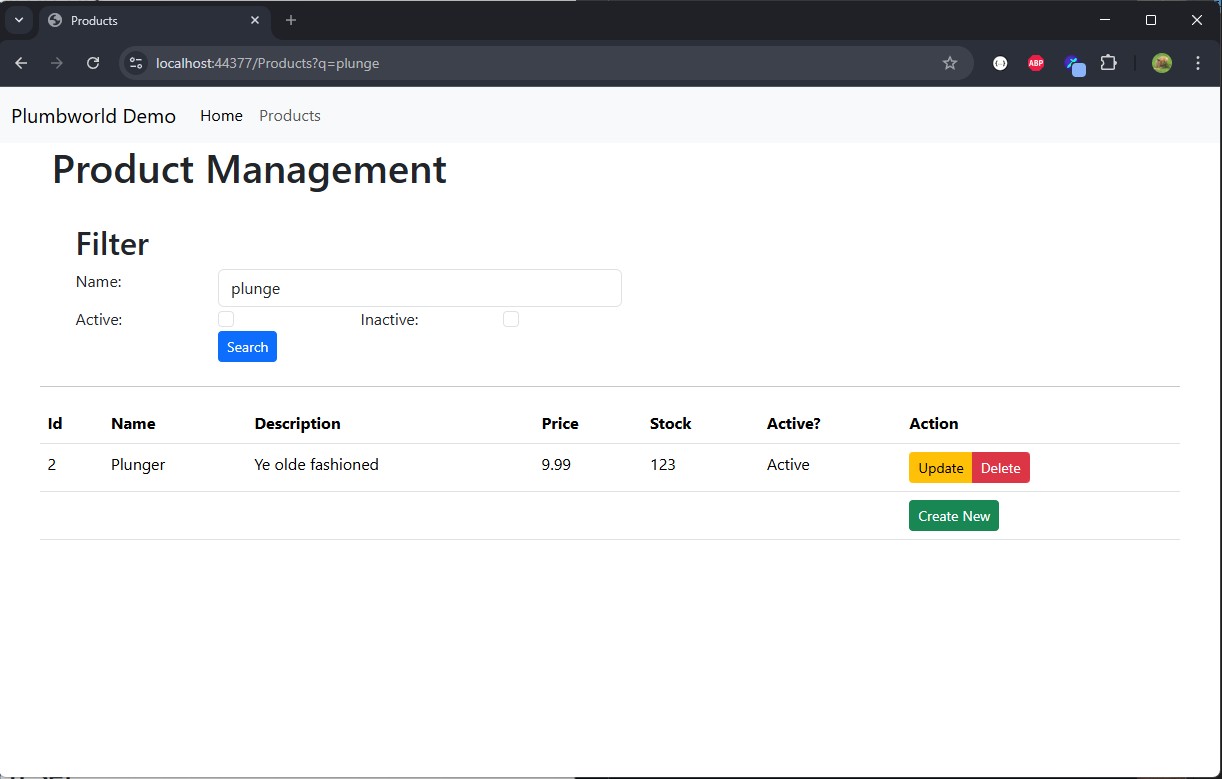 Products
localhost:44377/Products?q=plunge
ABP
Plumbworld Demo Home Products
Product Management
Filter
Name: plunge
Active: Inactive:
Search
Id Name Description Price Stock Active? Action
2 Plunger Ye olde fashioned 9.99 123 Active Update Delete
Create New